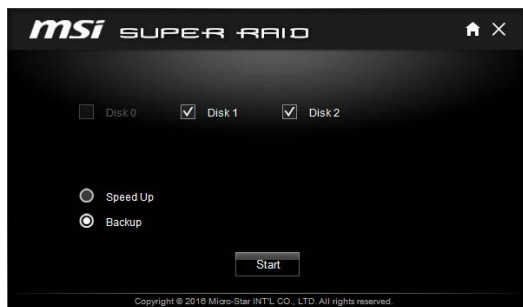 msi SUPER RAID
Disk 0 Disk 1 Disk 2
Speed Up
Backup
Start
Copyright © 2016 Micro-Star INT'L CO., LTD. All rights reserved.